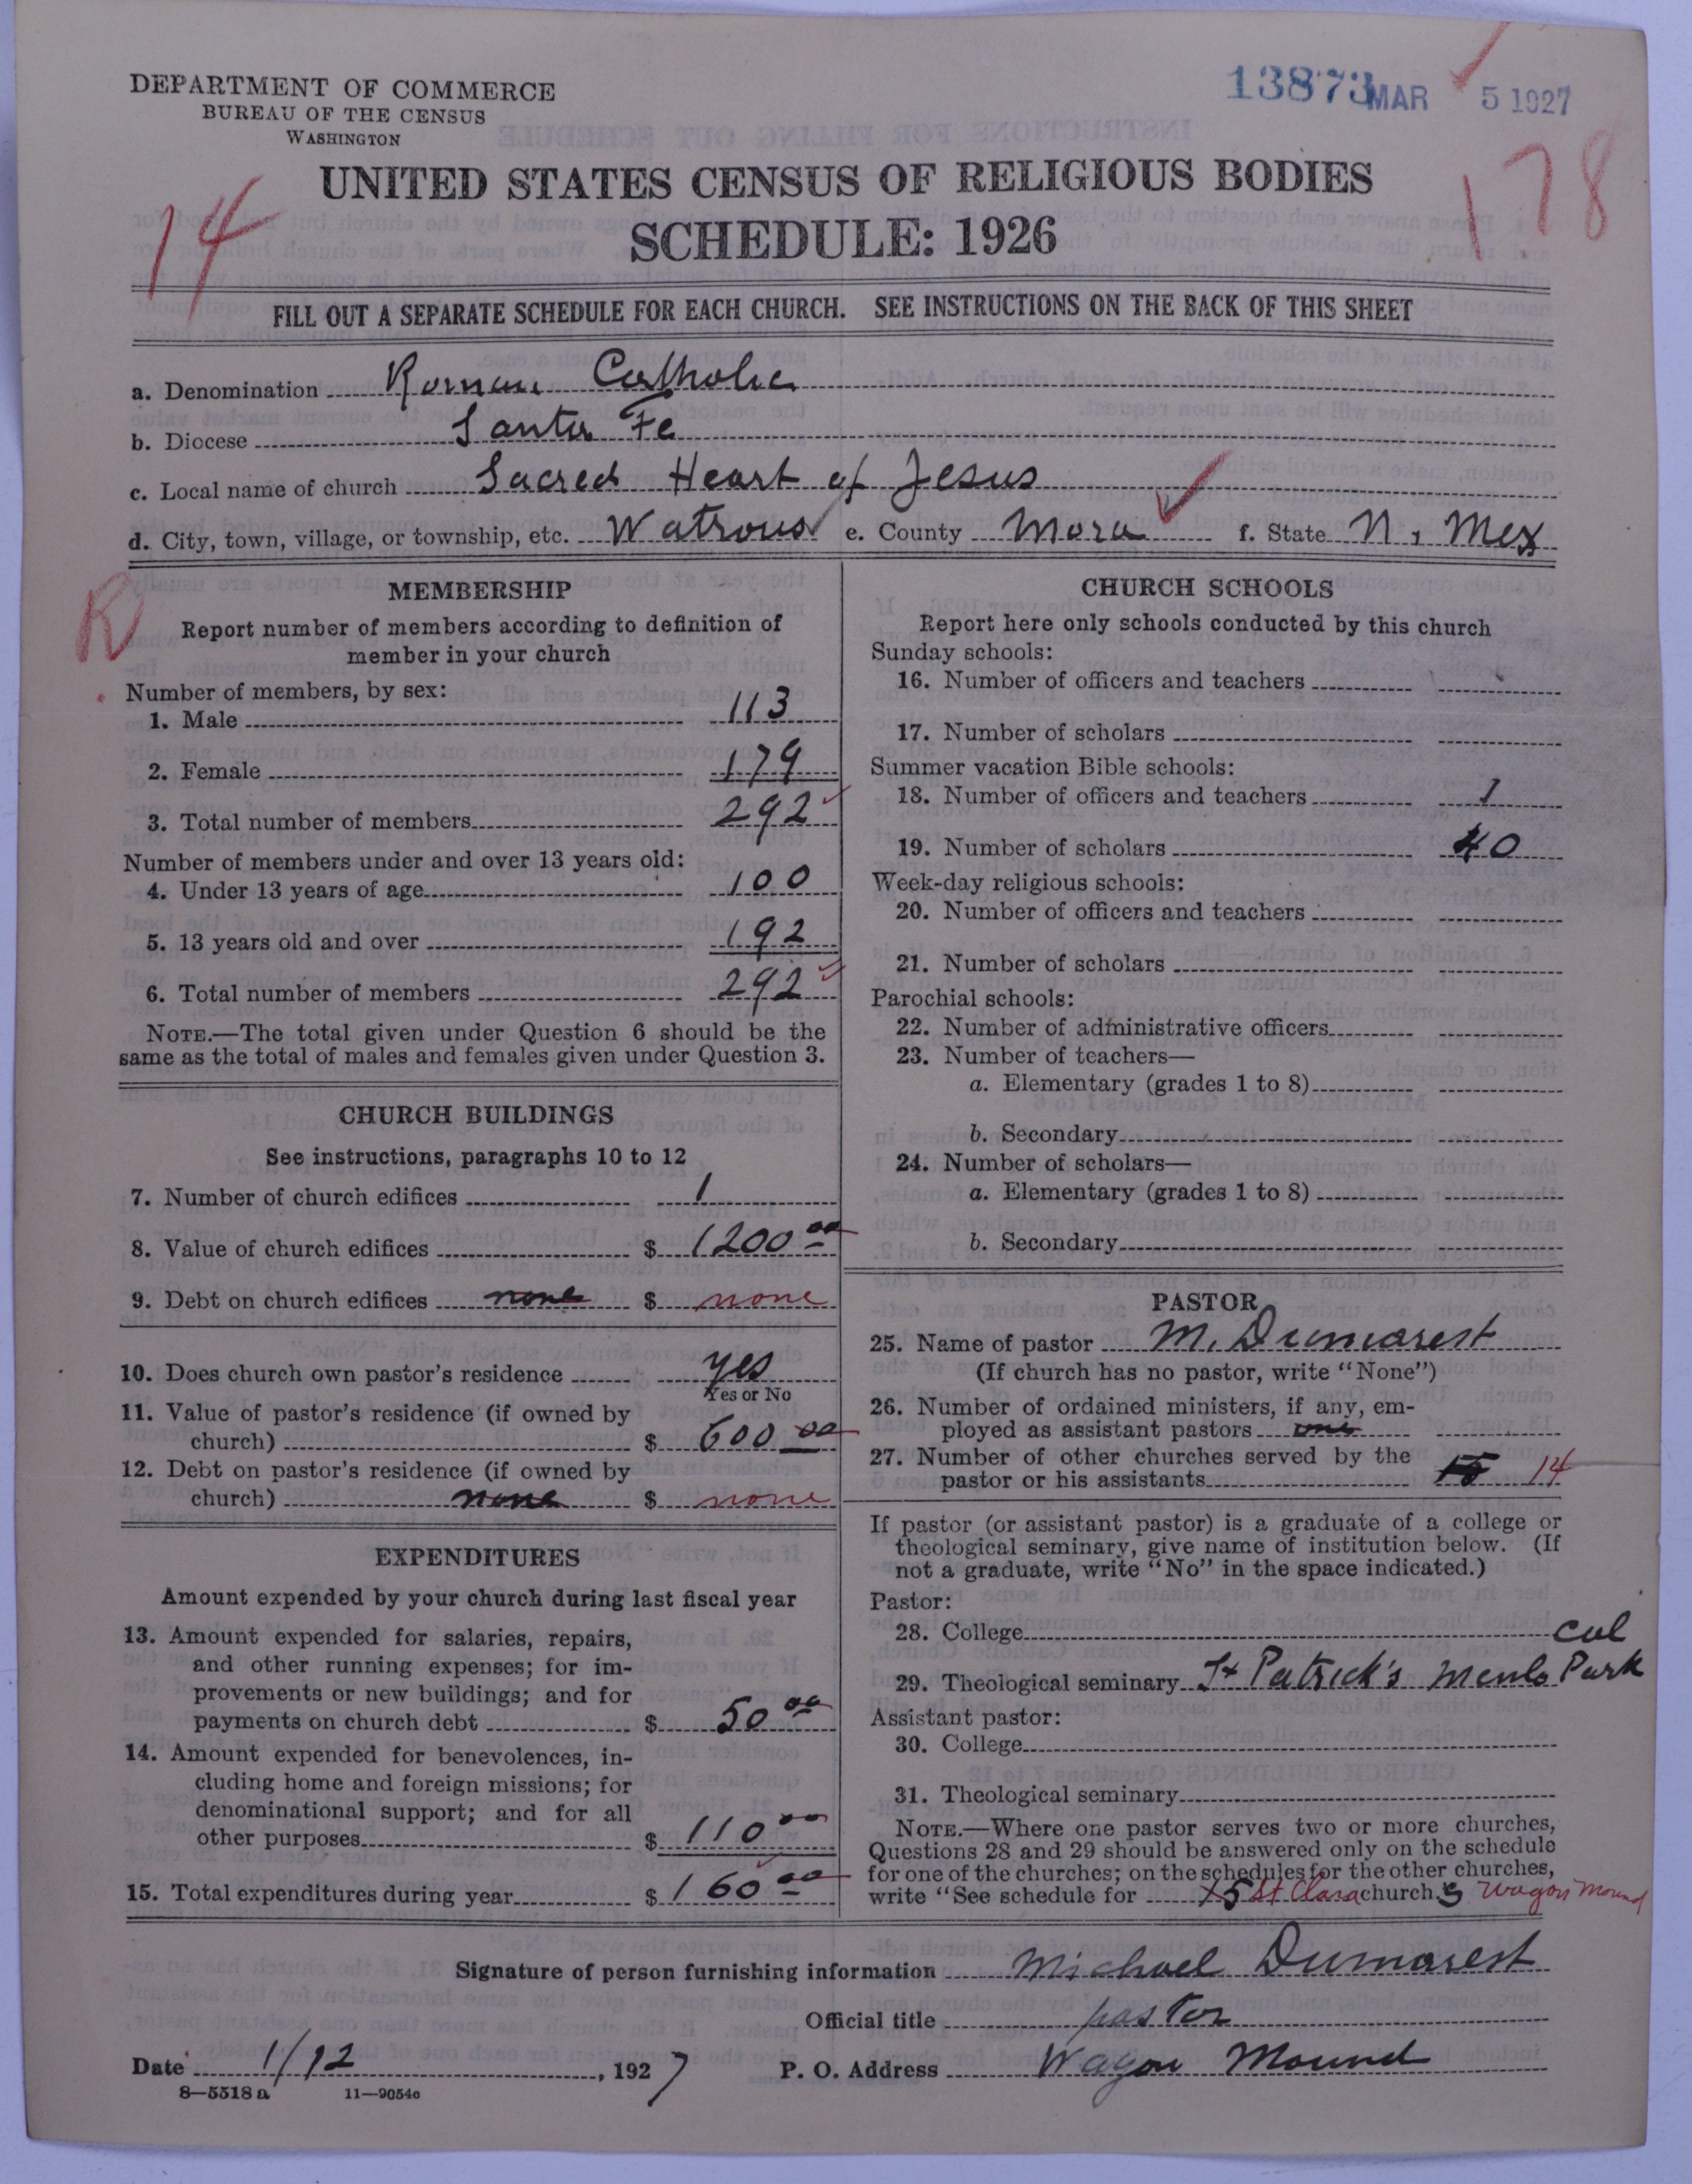 DEPARTMENT OF COMMERCE
BUREAU OF THE CENSUS
WASHINGTON
13873 MAR 5 1927
UNITED STATES CENSUS OF RELIGIOUS BODIES
SCHEDULE: 1926
14
178
FILL OUT A SEPARATE SCHEDULE FOR EACH CHURCH. SEE INSTRUCTIONS ON THE BACK OF THIS SHEET
a. Denomination Roman Catholic
b. Diocese Santa Fe
c. Local name of church Sacred Heart of Jesus
d. City, town, village, or township, etc. Watrous e. County Mora f. State N. Mex
R
MEMBERSHIP
Report number of members according to definition of
member in your church
Number of members, by sex:
1. Male 113
2. Female 179
3. Total number of members 292
Number of members under and over 13 years old:
4. Under 13 years of age 100
5. 13 years old and over 192
6. Total number of members 292
NOTE.—The total given under Question 6 should be the
same as the total of males and females given under Question 3.
CHURCH BUILDINGS
See instructions, paragraphs 10 to 12
7. Number of church edifices 1
8. Value of church edifices $ 1200 00
9. Debt on church edifices none $ none
10. Does church own pastor's residence yes
Yes or No
11. Value of pastor's residence (if owned by
church) $ 600 00
12. Debt on pastor's residence (if owned by
church) none $ none
EXPENDITURES
Amount expended by your church during last fiscal year
13. Amount expended for salaries, repairs,
and other running expenses; for im-
provements or new buildings; and for
payments on church debt $ 50 00
14. Amount expended for benevolences, in-
cluding home and foreign missions; for
denominational support; and for all
other purposes $ 110 00
15. Total expenditures during year $ 160 00
CHURCH SCHOOLS
Report here only schools conducted by this church
Sunday schools:
16. Number of officers and teachers
17. Number of scholars
Summer vacation Bible schools:
18. Number of officers and teachers 1
19. Number of scholars 40
Week-day religious schools:
20. Number of officers and teachers
21. Number of scholars
Parochial schools:
22. Number of administrative officers
23. Number of teachers—
a. Elementary (grades 1 to 8)
b. Secondary
24. Number of scholars—
a. Elementary (grades 1 to 8)
b. Secondary
PASTOR
25. Name of pastor M. Dumarest
(If church has no pastor, write "None")
26. Number of ordained ministers, if any, em-
ployed as assistant pastors one
27. Number of other churches served by the
pastor or his assistants 15 14
If pastor (or assistant pastor) is a graduate of a college or
theological seminary, give name of institution below. (If
not a graduate, write "No" in the space indicated.)
Pastor:
28. College
29. Theological seminary St Patrick's Menlo Park Cal
Assistant pastor:
30. College
31. Theological seminary
NOTE.—Where one pastor serves two or more churches,
Questions 28 and 29 should be answered only on the schedule
for one of the churches; on the schedules for the other churches,
write "See schedule for St Clara church. Wagon Mound
Signature of person furnishing information Michael Dumarest
Official title pastor
Date 1/12, 1927 P. O. Address Wagon Mound
8—5518 a 11—9054c